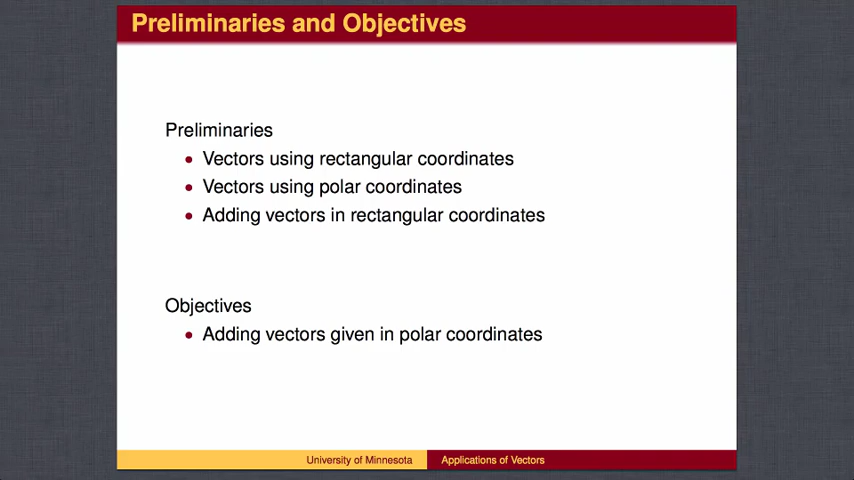 Preliminaries and Objectives
Preliminaries
• Vectors using rectangular coordinates
• Vectors using polar coordinates
• Adding vectors in rectangular coordinates
Objectives
• Adding vectors given in polar coordinates
University of Minnesota Applications of Vectors